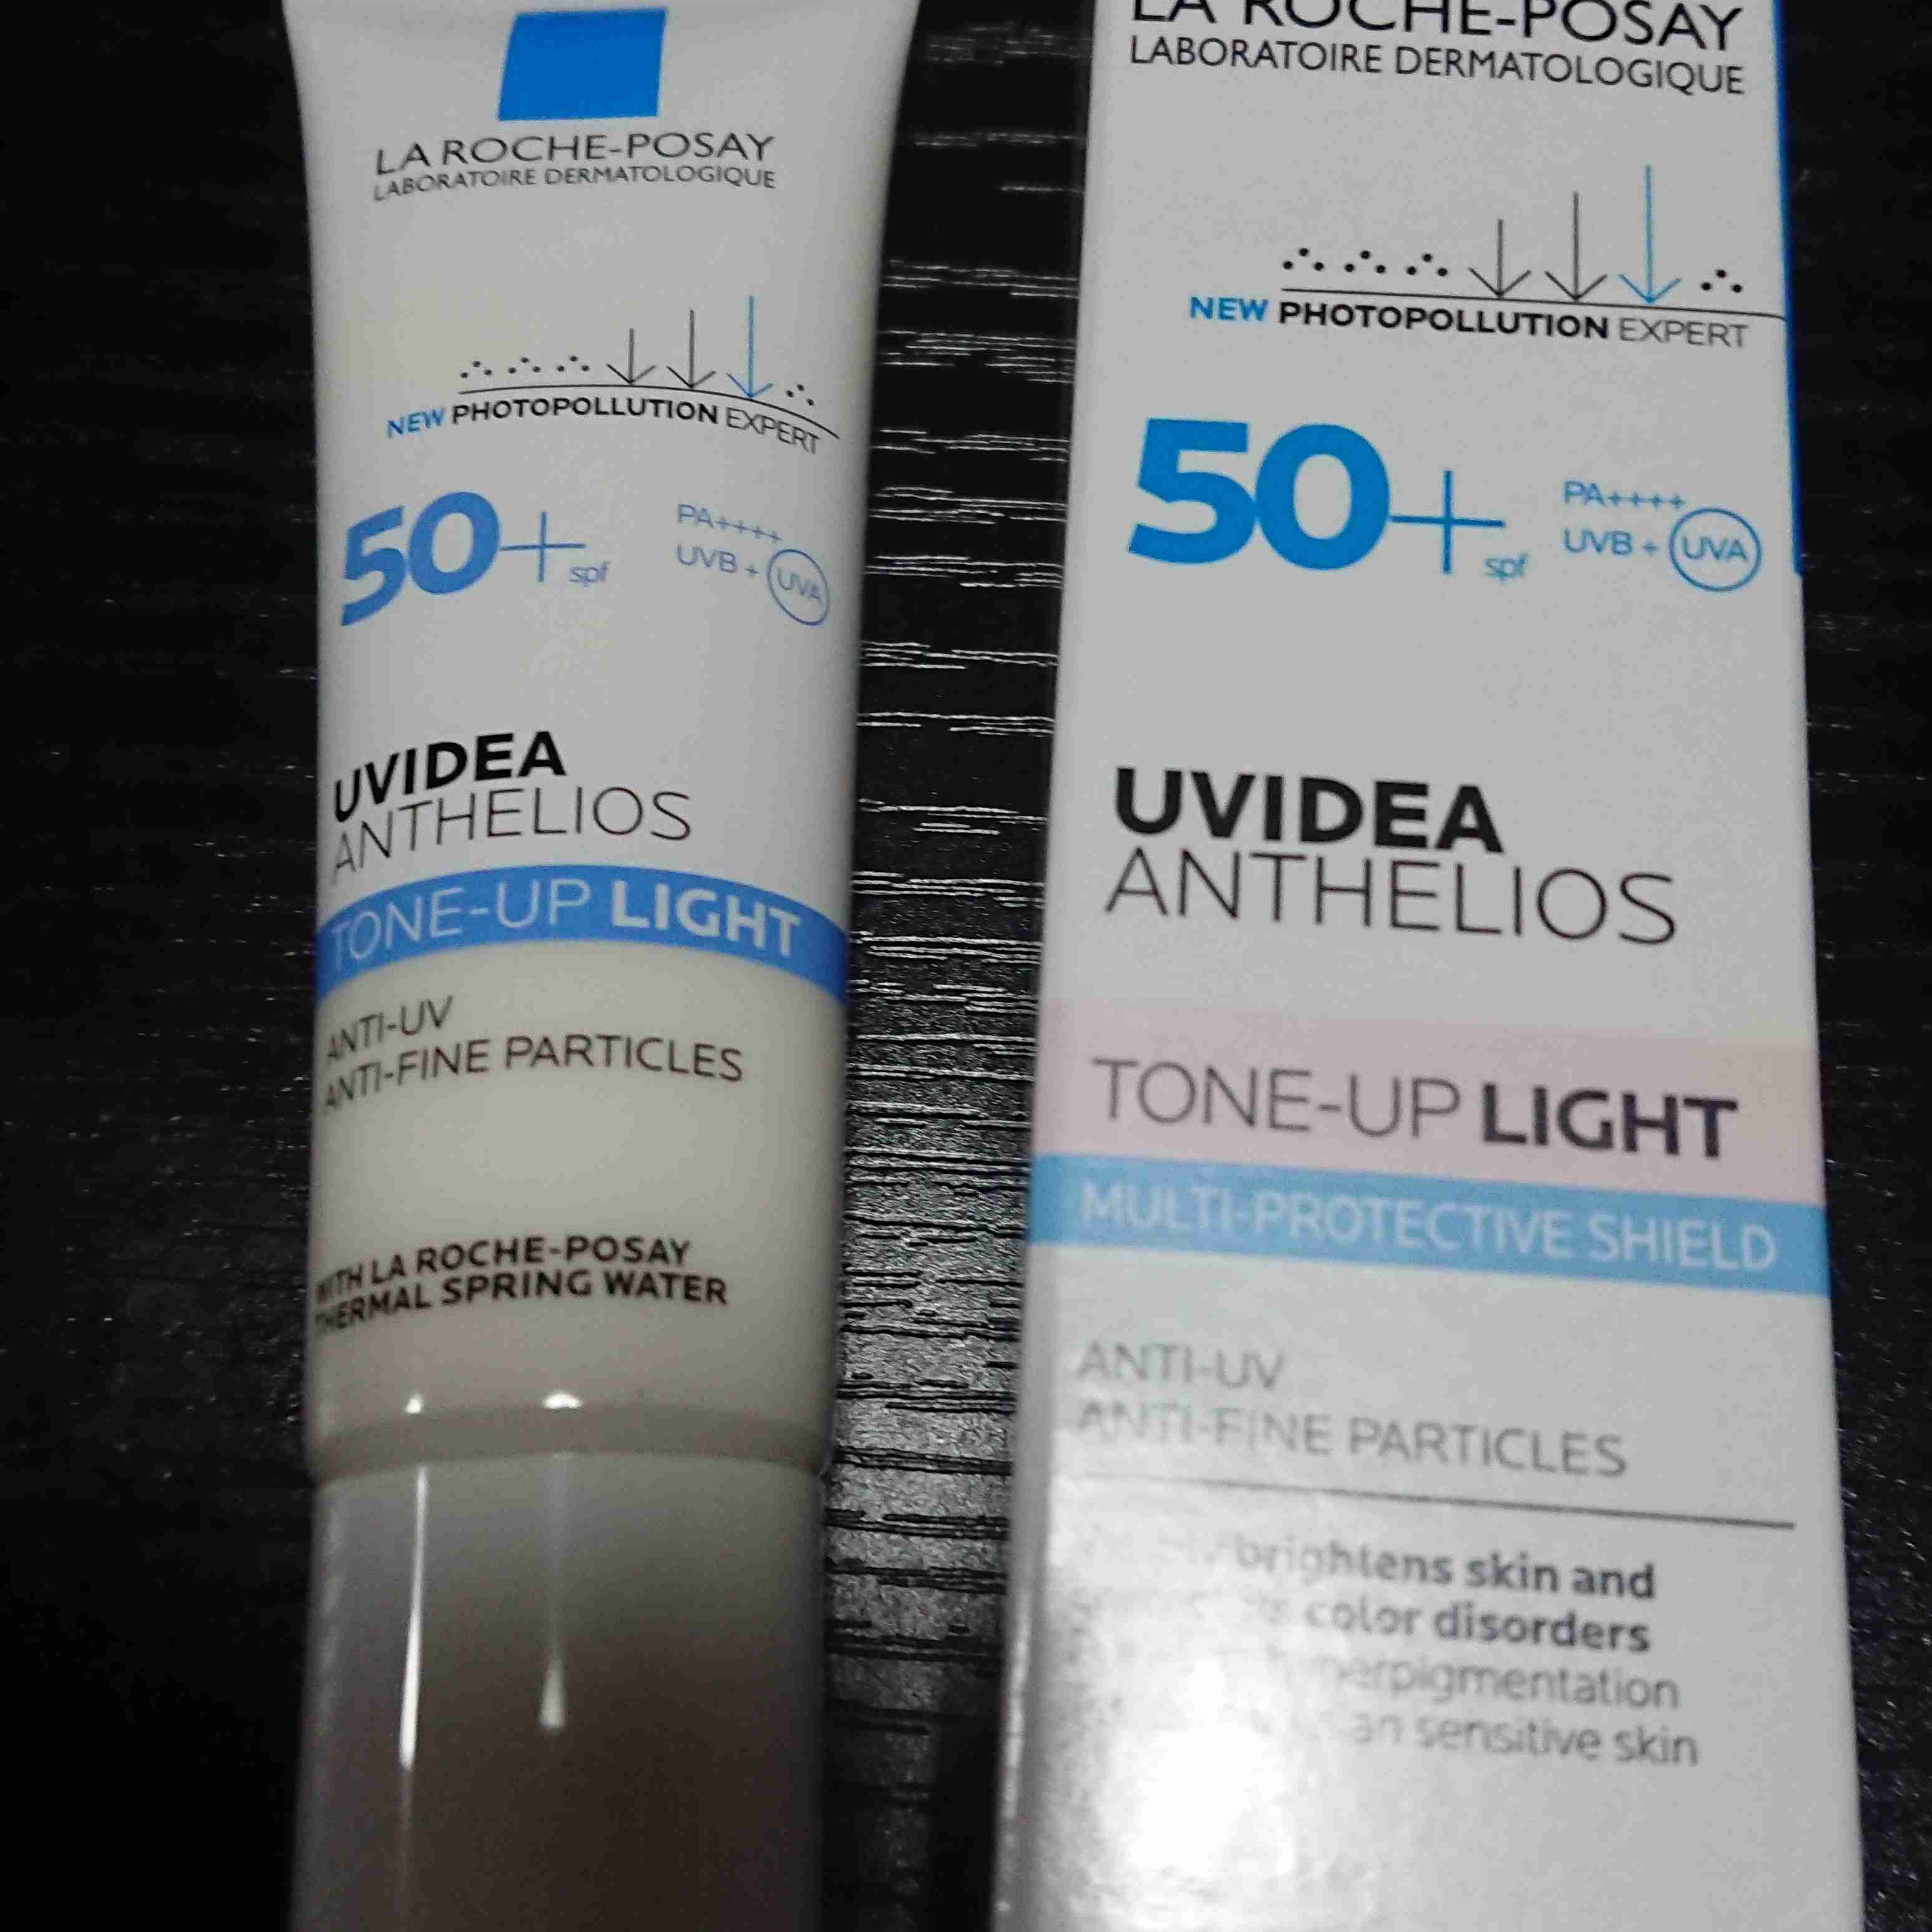 LA ROCHE-POSAY
LABORATOIRE DERMATOLOGIQUE
NEW PHOTOPOLLUTION EXPERT
50+ spf
PA++++
UVB + UVA
UVIDEA
ANTHELIOS
TONE-UP LIGHT
ANTI-UV
ANTI-FINE PARTICLES
WITH LA ROCHE-POSAY
THERMAL SPRING WATER
LA ROCHE-POSAY
LABORATOIRE DERMATOLOGIQUE
NEW PHOTOPOLLUTION EXPERT
50+ spf
PA++++
UVB + UVA
UVIDEA
ANTHELIOS
TONE-UP LIGHT
MULTI-PROTECTIVE SHIELD
ANTI-UV
ANTI-FINE PARTICLES
brightens skin and
color disorders
sensitive skin